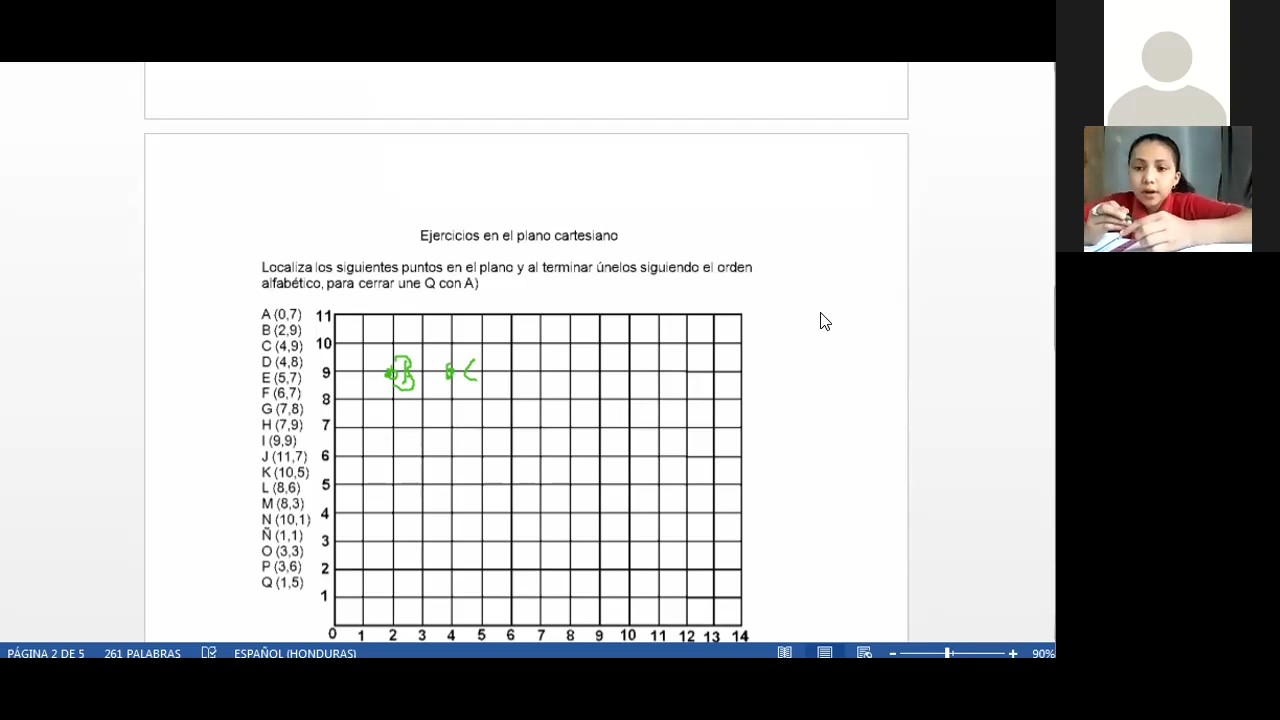 Ejercicios en el plano cartesiano
Localiza los siguientes puntos en el plano y al terminar únelos siguiendo el orden
alfabético, para cerrar une Q con A)
A (0,7)
B (2,9)
C (4,9)
D (4,8)
E (5,7)
F (6,7)
G (7,8)
H (7,9)
I (9,9)
J (11,7)
K (10,5)
L (8,6)
M (8,3)
N (10,1)
Ñ (1,1)
O (3,3)
P (3,6)
Q (1,5)
11
10
9
8
7
6
5
4
3
2
1
B C
0 1 2 3 4 5 6 7 8 9 10 11 12 13 14
PÁGINA 2 DE 5 261 PALABRAS ESPAÑOL (HONDURAS) 90%